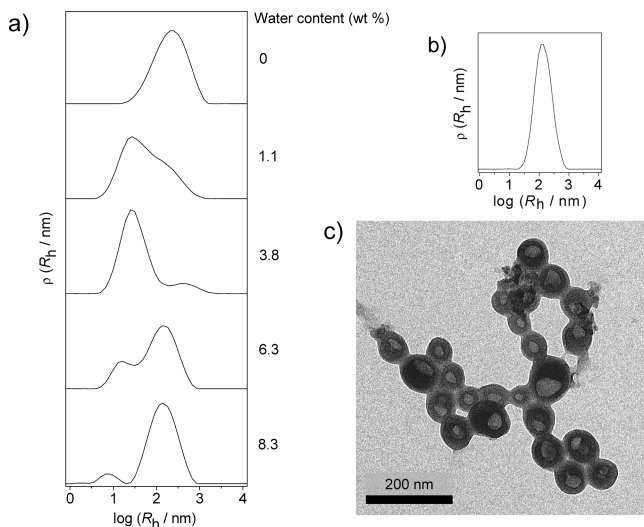 a)
Water content (wt %)
0
1.1
3.8
6.3
8.3
ρ (Rh / nm)
0 1 2 3 4
log (Rh / nm)
b)
ρ (Rh / nm)
0 1 2 3 4
log (Rh / nm)
c)
200 nm